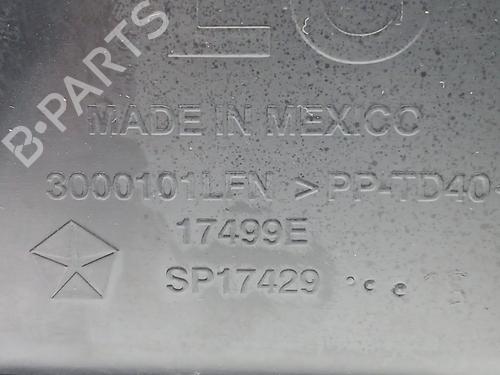 B-PARTS
MADE IN MEXICO
3000101LFN > PP-TD40
17499E
SP17429